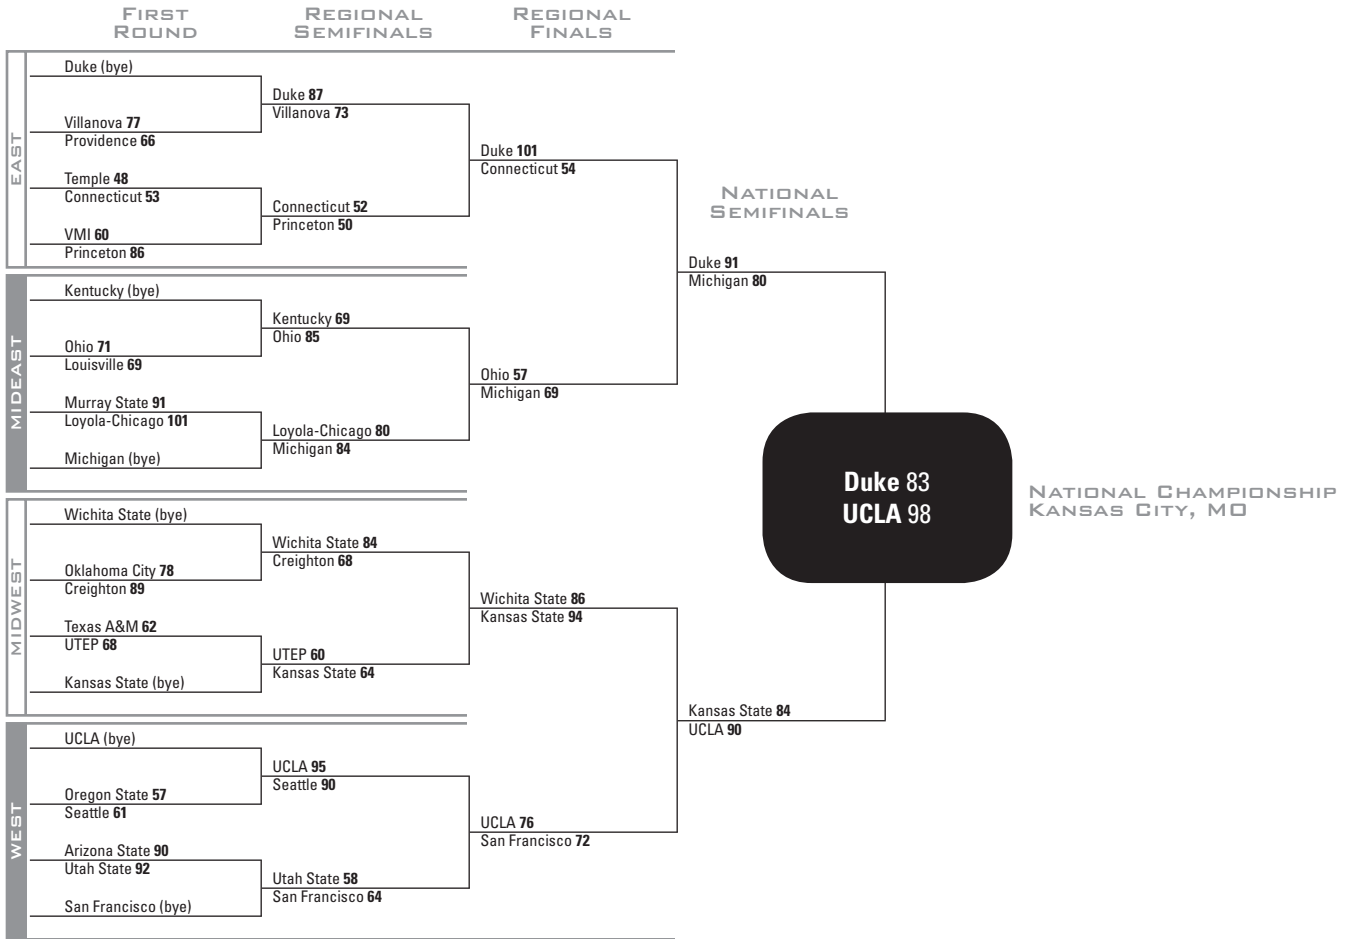 FIRST
ROUND
REGIONAL
SEMIFINALS
REGIONAL
FINALS
EAST
Duke (bye)
Villanova 77
Providence 66
Temple 48
Connecticut 53
VMI 60
Princeton 86
Duke 87
Villanova 73
Connecticut 52
Princeton 50
Duke 101
Connecticut 54
MIDEAST
Kentucky (bye)
Ohio 71
Louisville 69
Murray State 91
Loyola-Chicago 101
Michigan (bye)
Kentucky 69
Ohio 85
Loyola-Chicago 80
Michigan 84
Ohio 57
Michigan 69
MIDWEST
Wichita State (bye)
Oklahoma City 78
Creighton 89
Texas A&M 62
UTEP 68
Kansas State (bye)
Wichita State 84
Creighton 68
UTEP 60
Kansas State 64
Wichita State 86
Kansas State 94
WEST
UCLA (bye)
Oregon State 57
Seattle 61
Arizona State 90
Utah State 92
San Francisco (bye)
UCLA 95
Seattle 90
Utah State 58
San Francisco 64
UCLA 76
San Francisco 72
NATIONAL
SEMIFINALS
Duke 91
Michigan 80
Kansas State 84
UCLA 90
Duke 83
UCLA 98
NATIONAL CHAMPIONSHIP
KANSAS CITY, MO